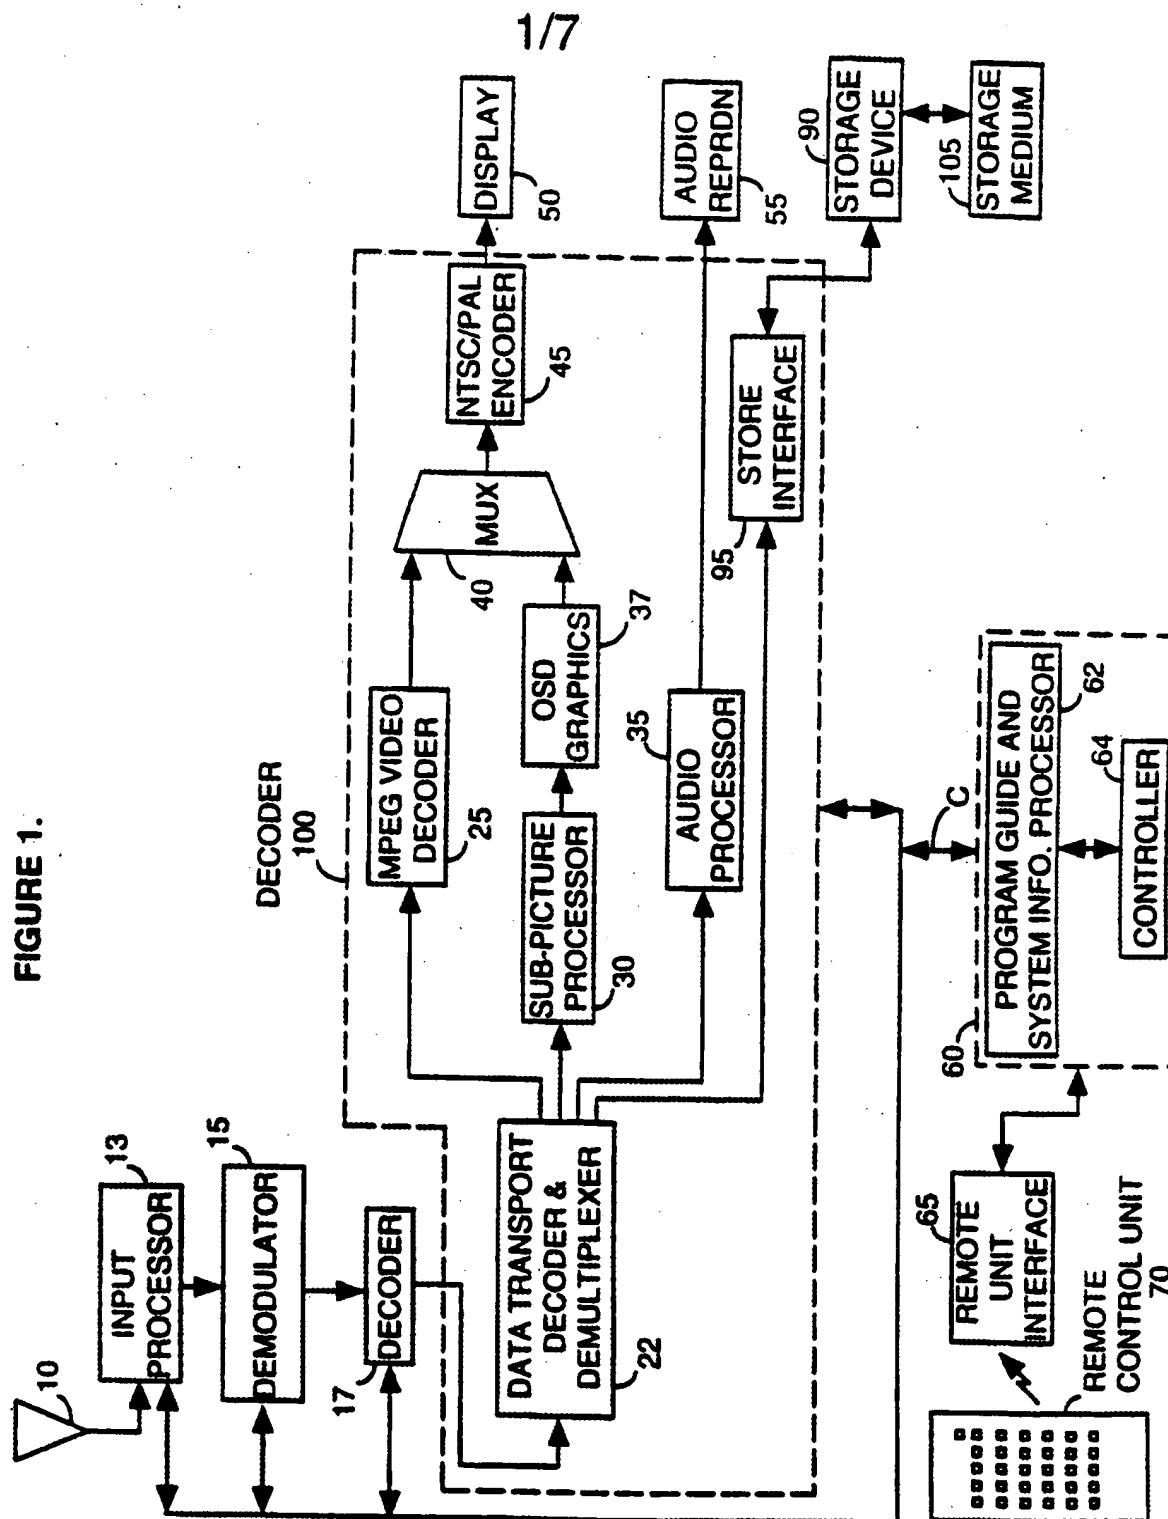 1/7
FIGURE 1.
10
INPUT
PROCESSOR
13
DEMODULATOR
15
DECODER
17
DATA TRANSPORT
DECODER &
DEMULTIPLEXER
22
DECODER
100
MPEG VIDEO
DECODER
25
SUB-PICTURE
PROCESSOR
30
OSD
GRAPHICS
37
MUX
40
NTSC/PAL
ENCODER
45
DISPLAY
50
AUDIO
PROCESSOR
35
AUDIO
REPRDN
55
STORE
INTERFACE
95
STORAGE
DEVICE
90
STORAGE
MEDIUM
105
C
60
PROGRAM GUIDE AND
SYSTEM INFO. PROCESSOR
62
CONTROLLER
64
REMOTE
UNIT
INTERFACE
65
REMOTE
CONTROL UNIT
70